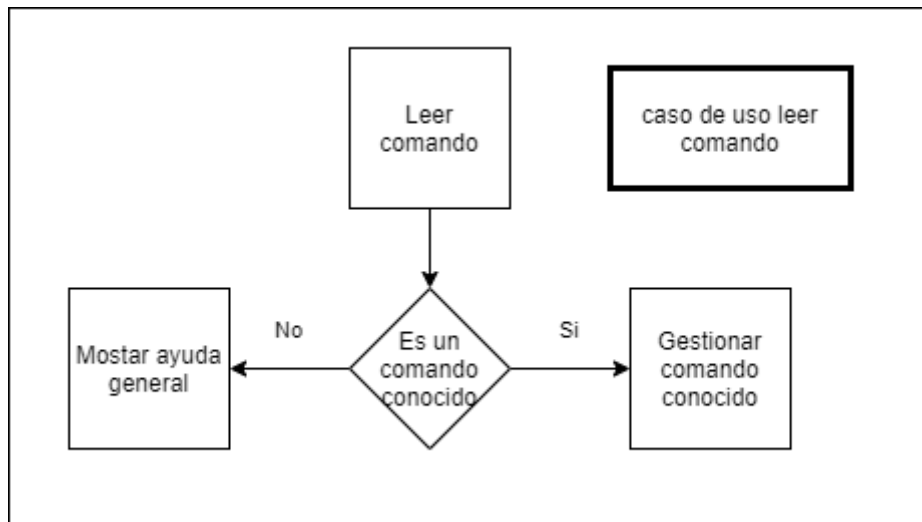 Leer
comando
caso de uso leer
comando
No
Si
Mostar ayuda
general
Es un
comando
conocido
Gestionar
comando
conocido